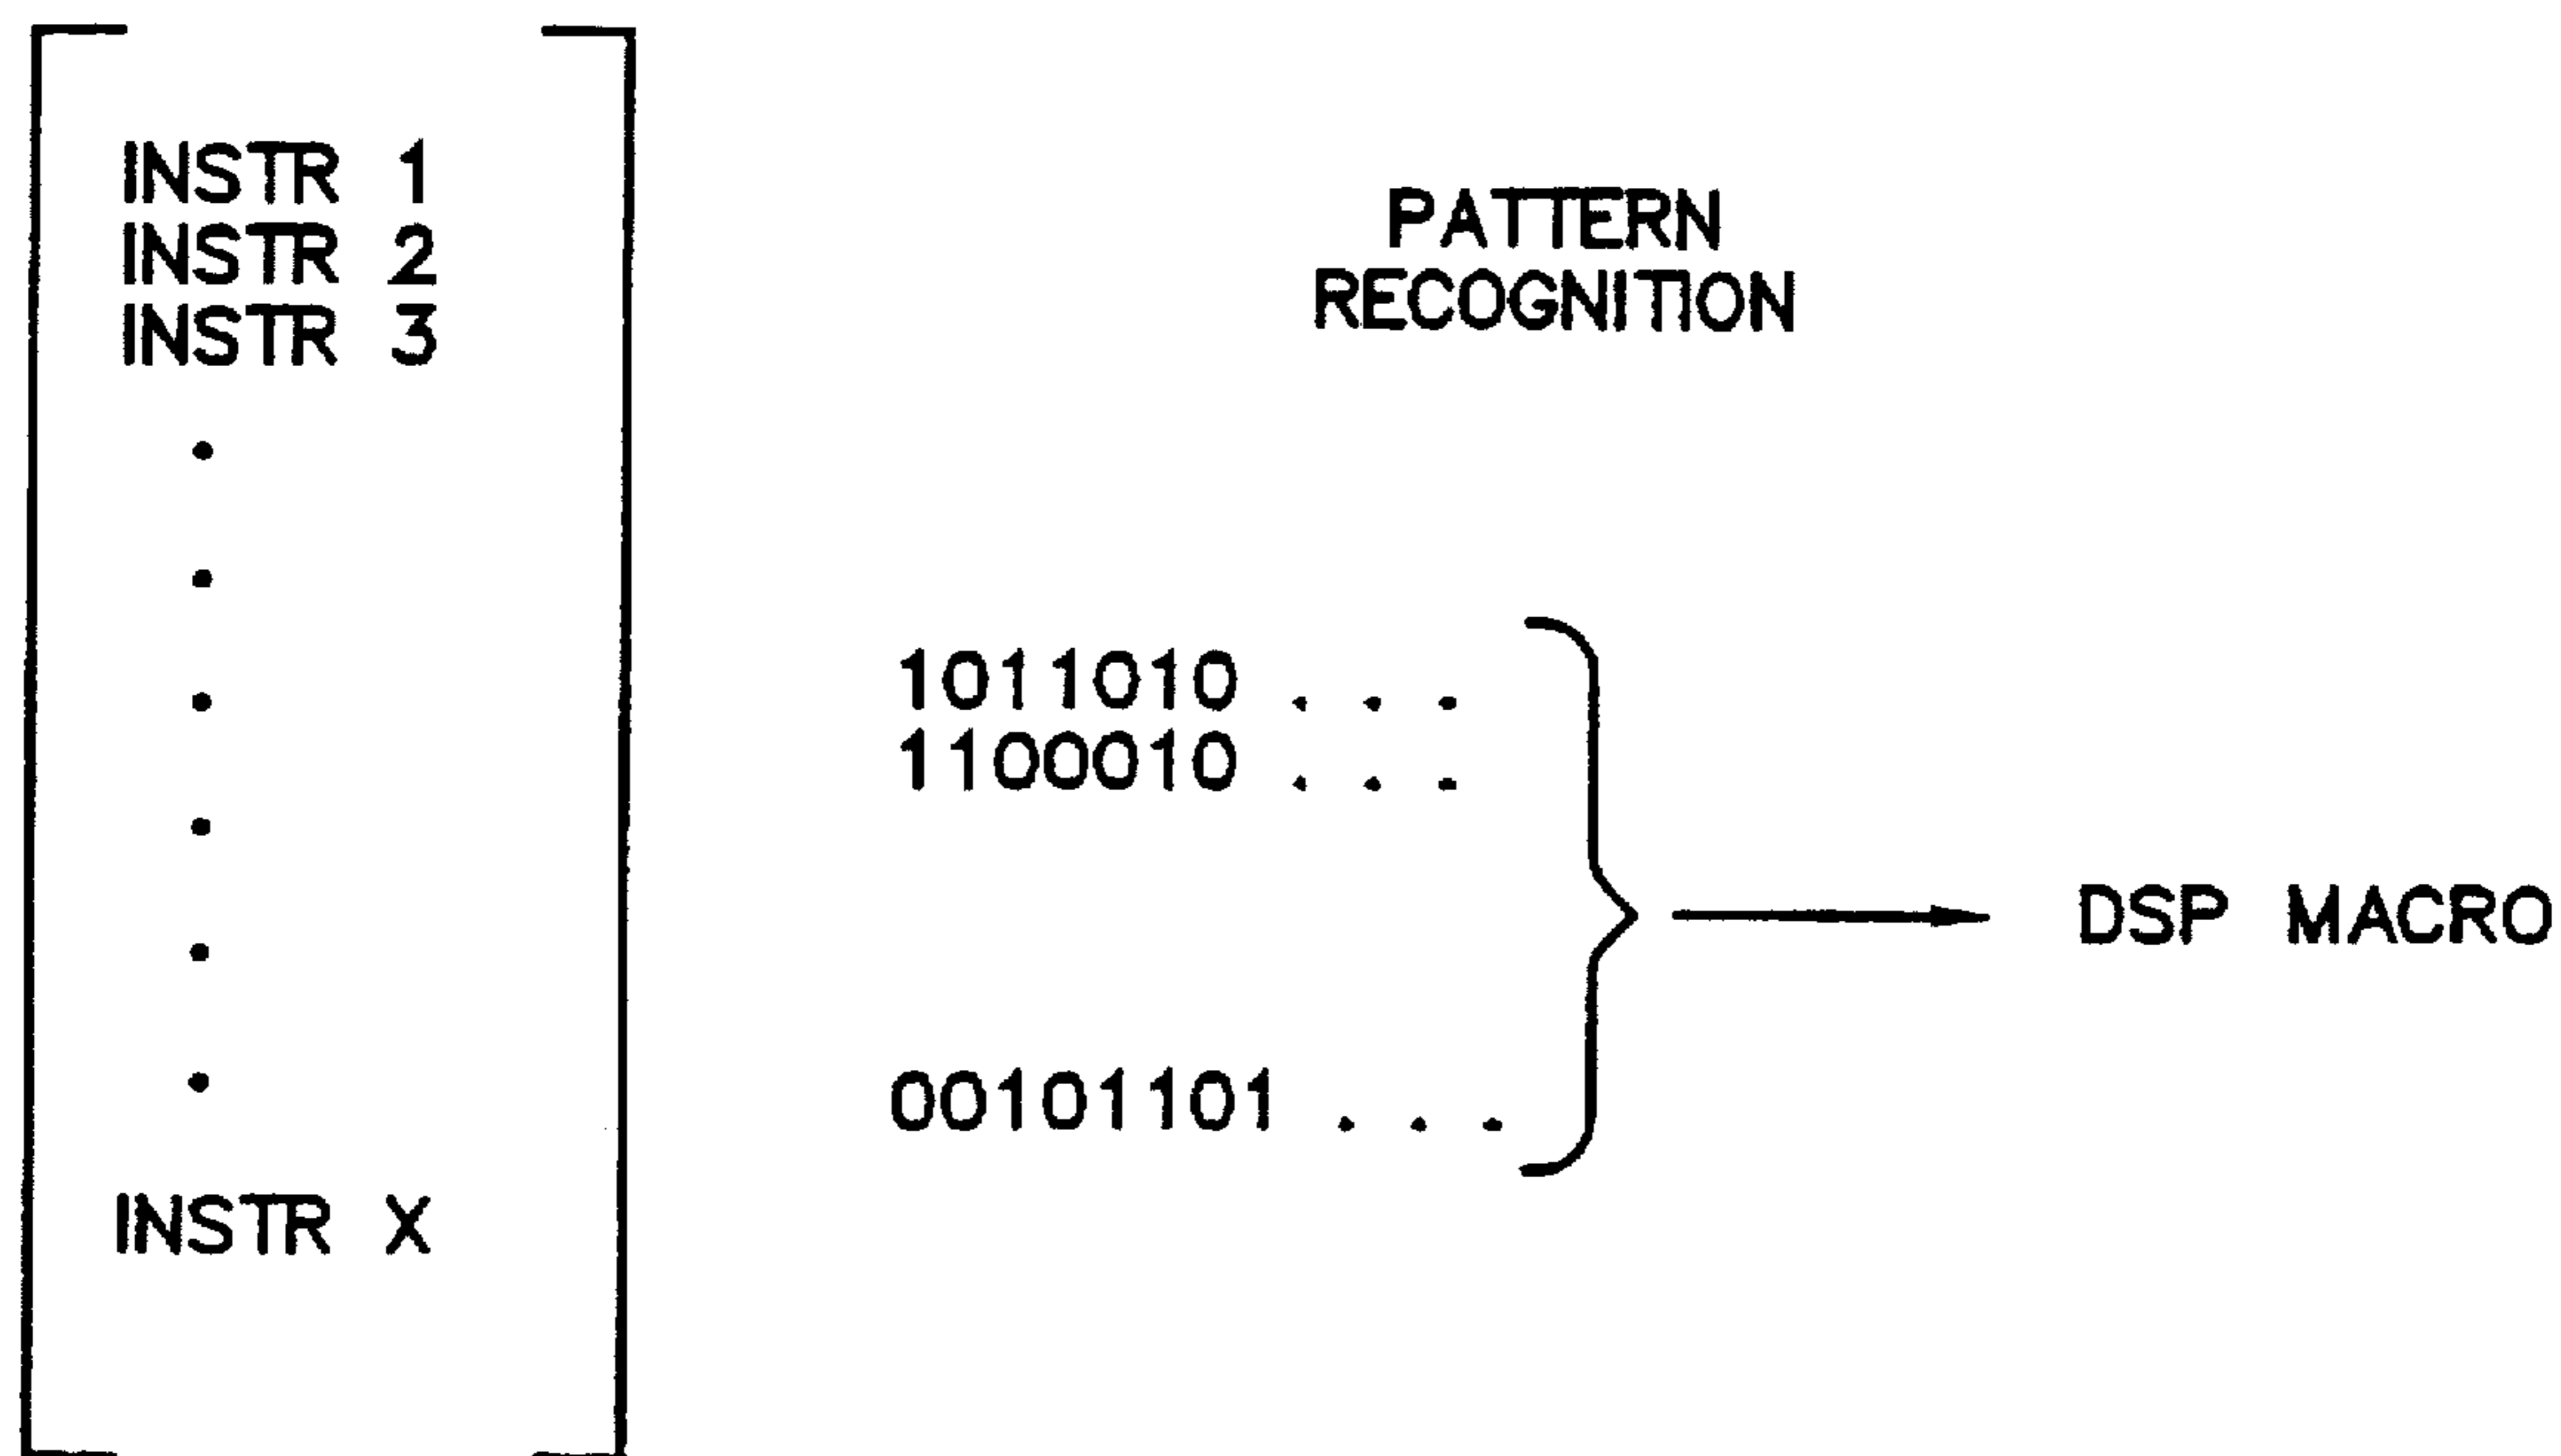 INSTR 1
INSTR 2
INSTR 3
.
.
.
.
.
.
INSTR X
PATTERN
RECOGNITION
1011010 . . .
1100010 . . .
00101101 . . .
DSP MACRO